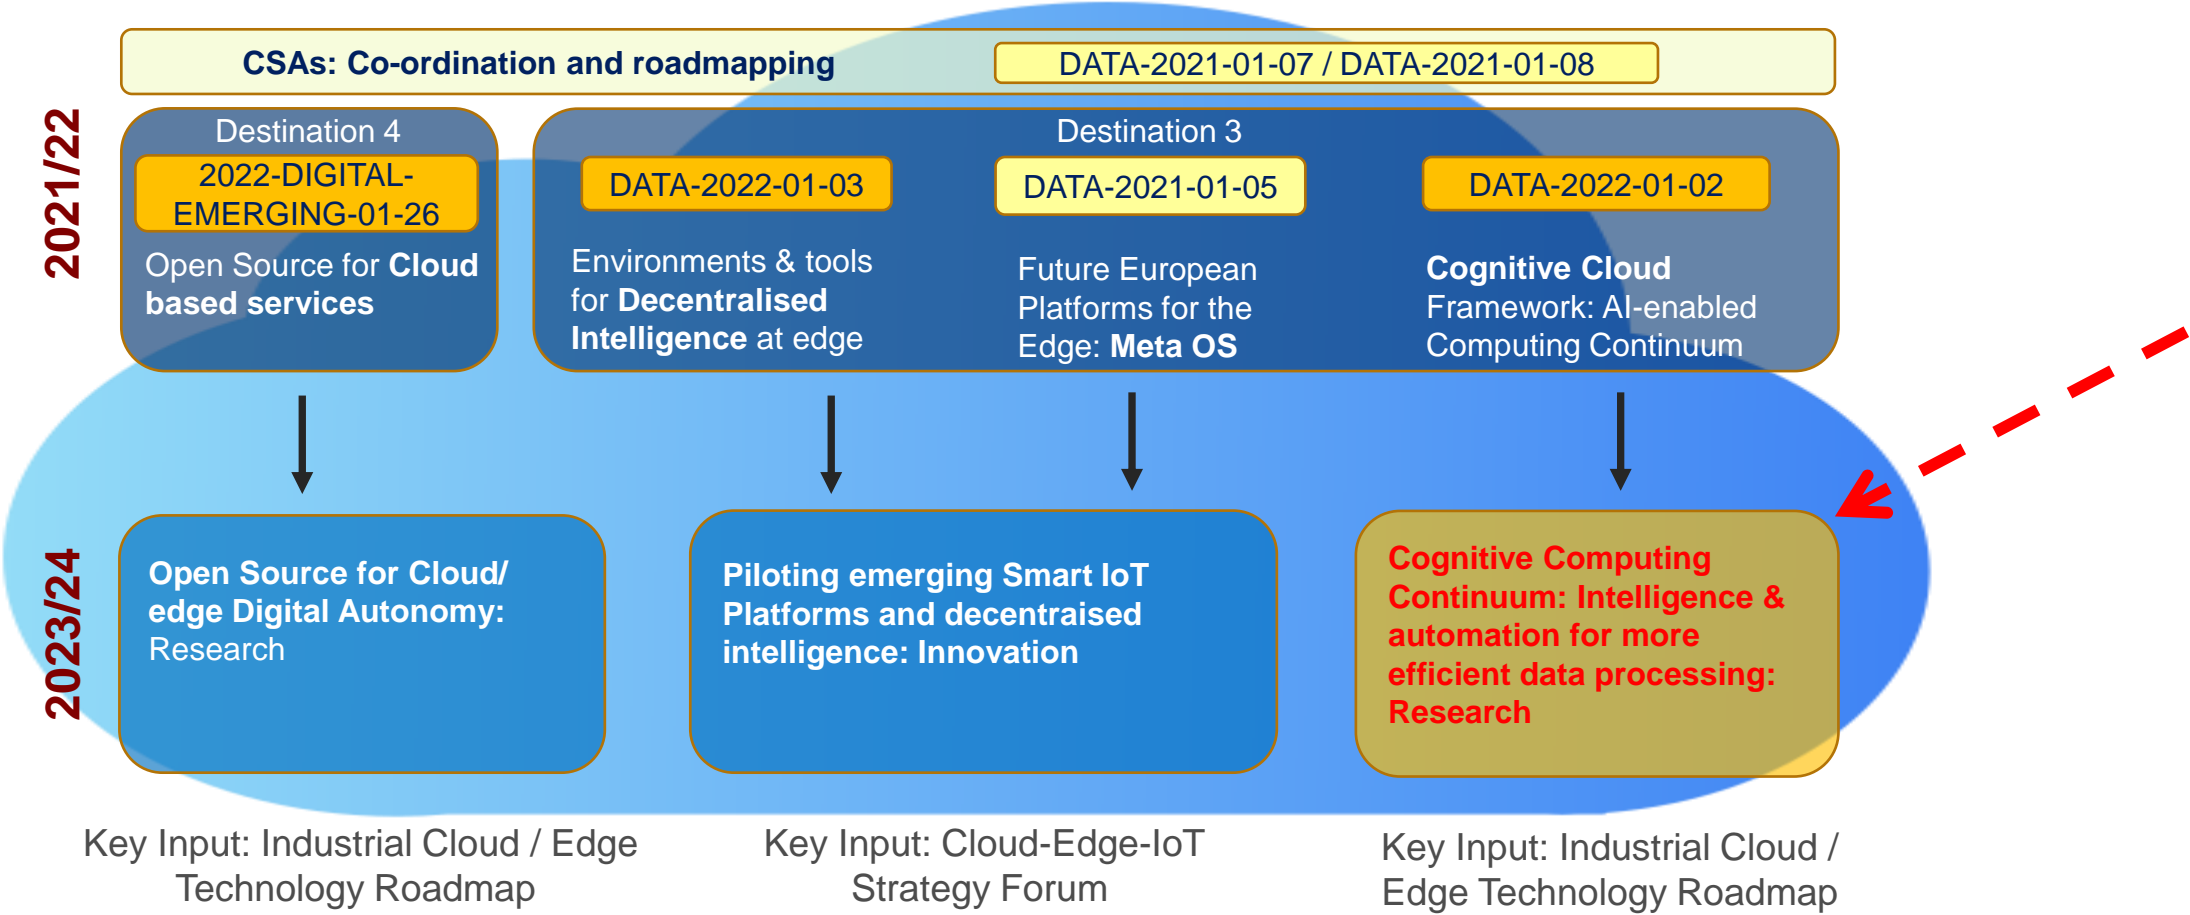 CSAs: Co-ordination and roadmapping
DATA-2021-01-07 / DATA-2021-01-08
2021/22
Destination 4
2022-DIGITAL-
EMERGING-01-26
Open Source for Cloud
based services
Destination 3
DATA-2022-01-03
Environments & tools
for Decentralised
Intelligence at edge
DATA-2021-01-05
Future European
Platforms for the
Edge: Meta OS
DATA-2022-01-02
Cognitive Cloud
Framework: AI-enabled
Computing Continuum
2023/24
Open Source for Cloud/
edge Digital Autonomy:
Research
Piloting emerging Smart IoT
Platforms and decentraised
intelligence: Innovation
Cognitive Computing
Continuum: Intelligence &
automation for more
efficient data processing:
Research
Key Input: Industrial Cloud / Edge
Technology Roadmap
Key Input: Cloud-Edge-IoT
Strategy Forum
Key Input: Industrial Cloud /
Edge Technology Roadmap